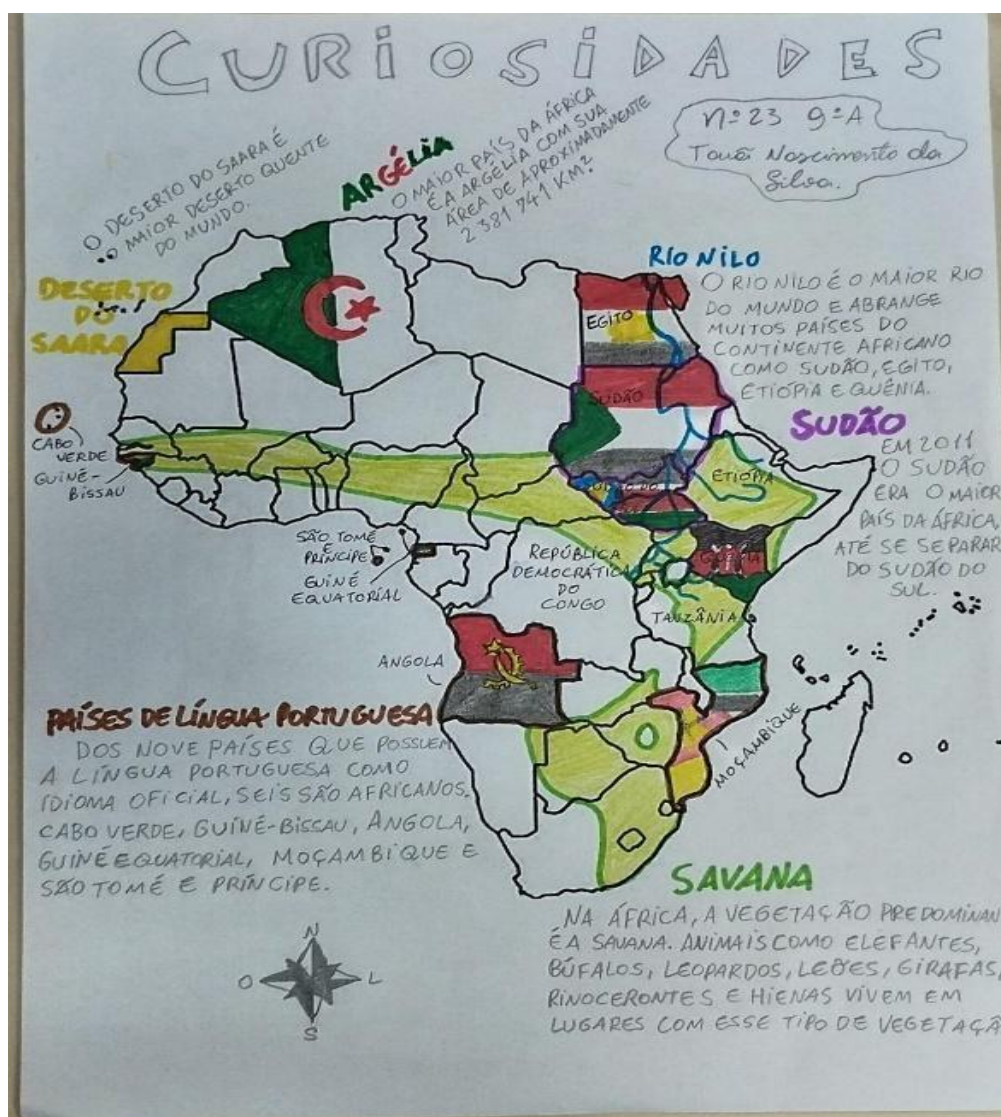 CURIOSIDADES
Nº 23 9ºA
Nascimento da
Silva.
O DESERTO DO SAARA É
O MAIOR DESERTO QUENTE
DO MUNDO.
ARGÉLIA
O MAIOR PAÍS DA ÁFRICA
É A ARGÉLIA COM SUA
ÁREA DE APROXIMADAMENTE
2 381 741 KM²
DESERTO
DO
SAARA
RIO NILO
O RIO NILO É O MAIOR RIO
DO MUNDO E ABRANGE
MUITOS PAÍSES DO
CONTINENTE AFRICANO
COMO SUDÃO, EGITO,
ETIÓPIA E QUÊNIA.
EGITO
SUDÃO
SUDÃO
EM 2011
O SUDÃO
ERA O MAIOR
PAÍS DA ÁFRICA,
ATÉ SE SEPARAR
DO SUDÃO DO
SUL.
CABO
VERDE
GUINÉ-
BISSAU
ETIÓPIA
SÃO TOMÉ
E
PRÍNCIPE
GUINÉ
EQUATORIAL
REPÚBLICA
DEMOCRÁTICA
DO
CONGO
TANZÂNIA
ANGOLA
MOÇAMBIQUE
PAÍSES DE LÍNGUA PORTUGUESA
DOS NOVE PAÍSES QUE POSSUEM
A LÍNGUA PORTUGUESA COMO
IDIOMA OFICIAL, SEIS SÃO AFRICANOS.
CABO VERDE, GUINÉ-BISSAU, ANGOLA,
GUINÉ EQUATORIAL, MOÇAMBIQUE E
SÃO TOMÉ E PRÍNCIPE.
SAVANA
NA ÁFRICA, A VEGETAÇÃO PREDOMINAN
É A SAVANA. ANIMAIS COMO ELEFANTES,
BÚFALOS, LEOPARDOS, LEÕES, GIRAFAS,
RINOCERONTES E HIENAS VIVEM EM
LUGARES COM ESSE TIPO DE VEGETAÇÃ
N
O L
S